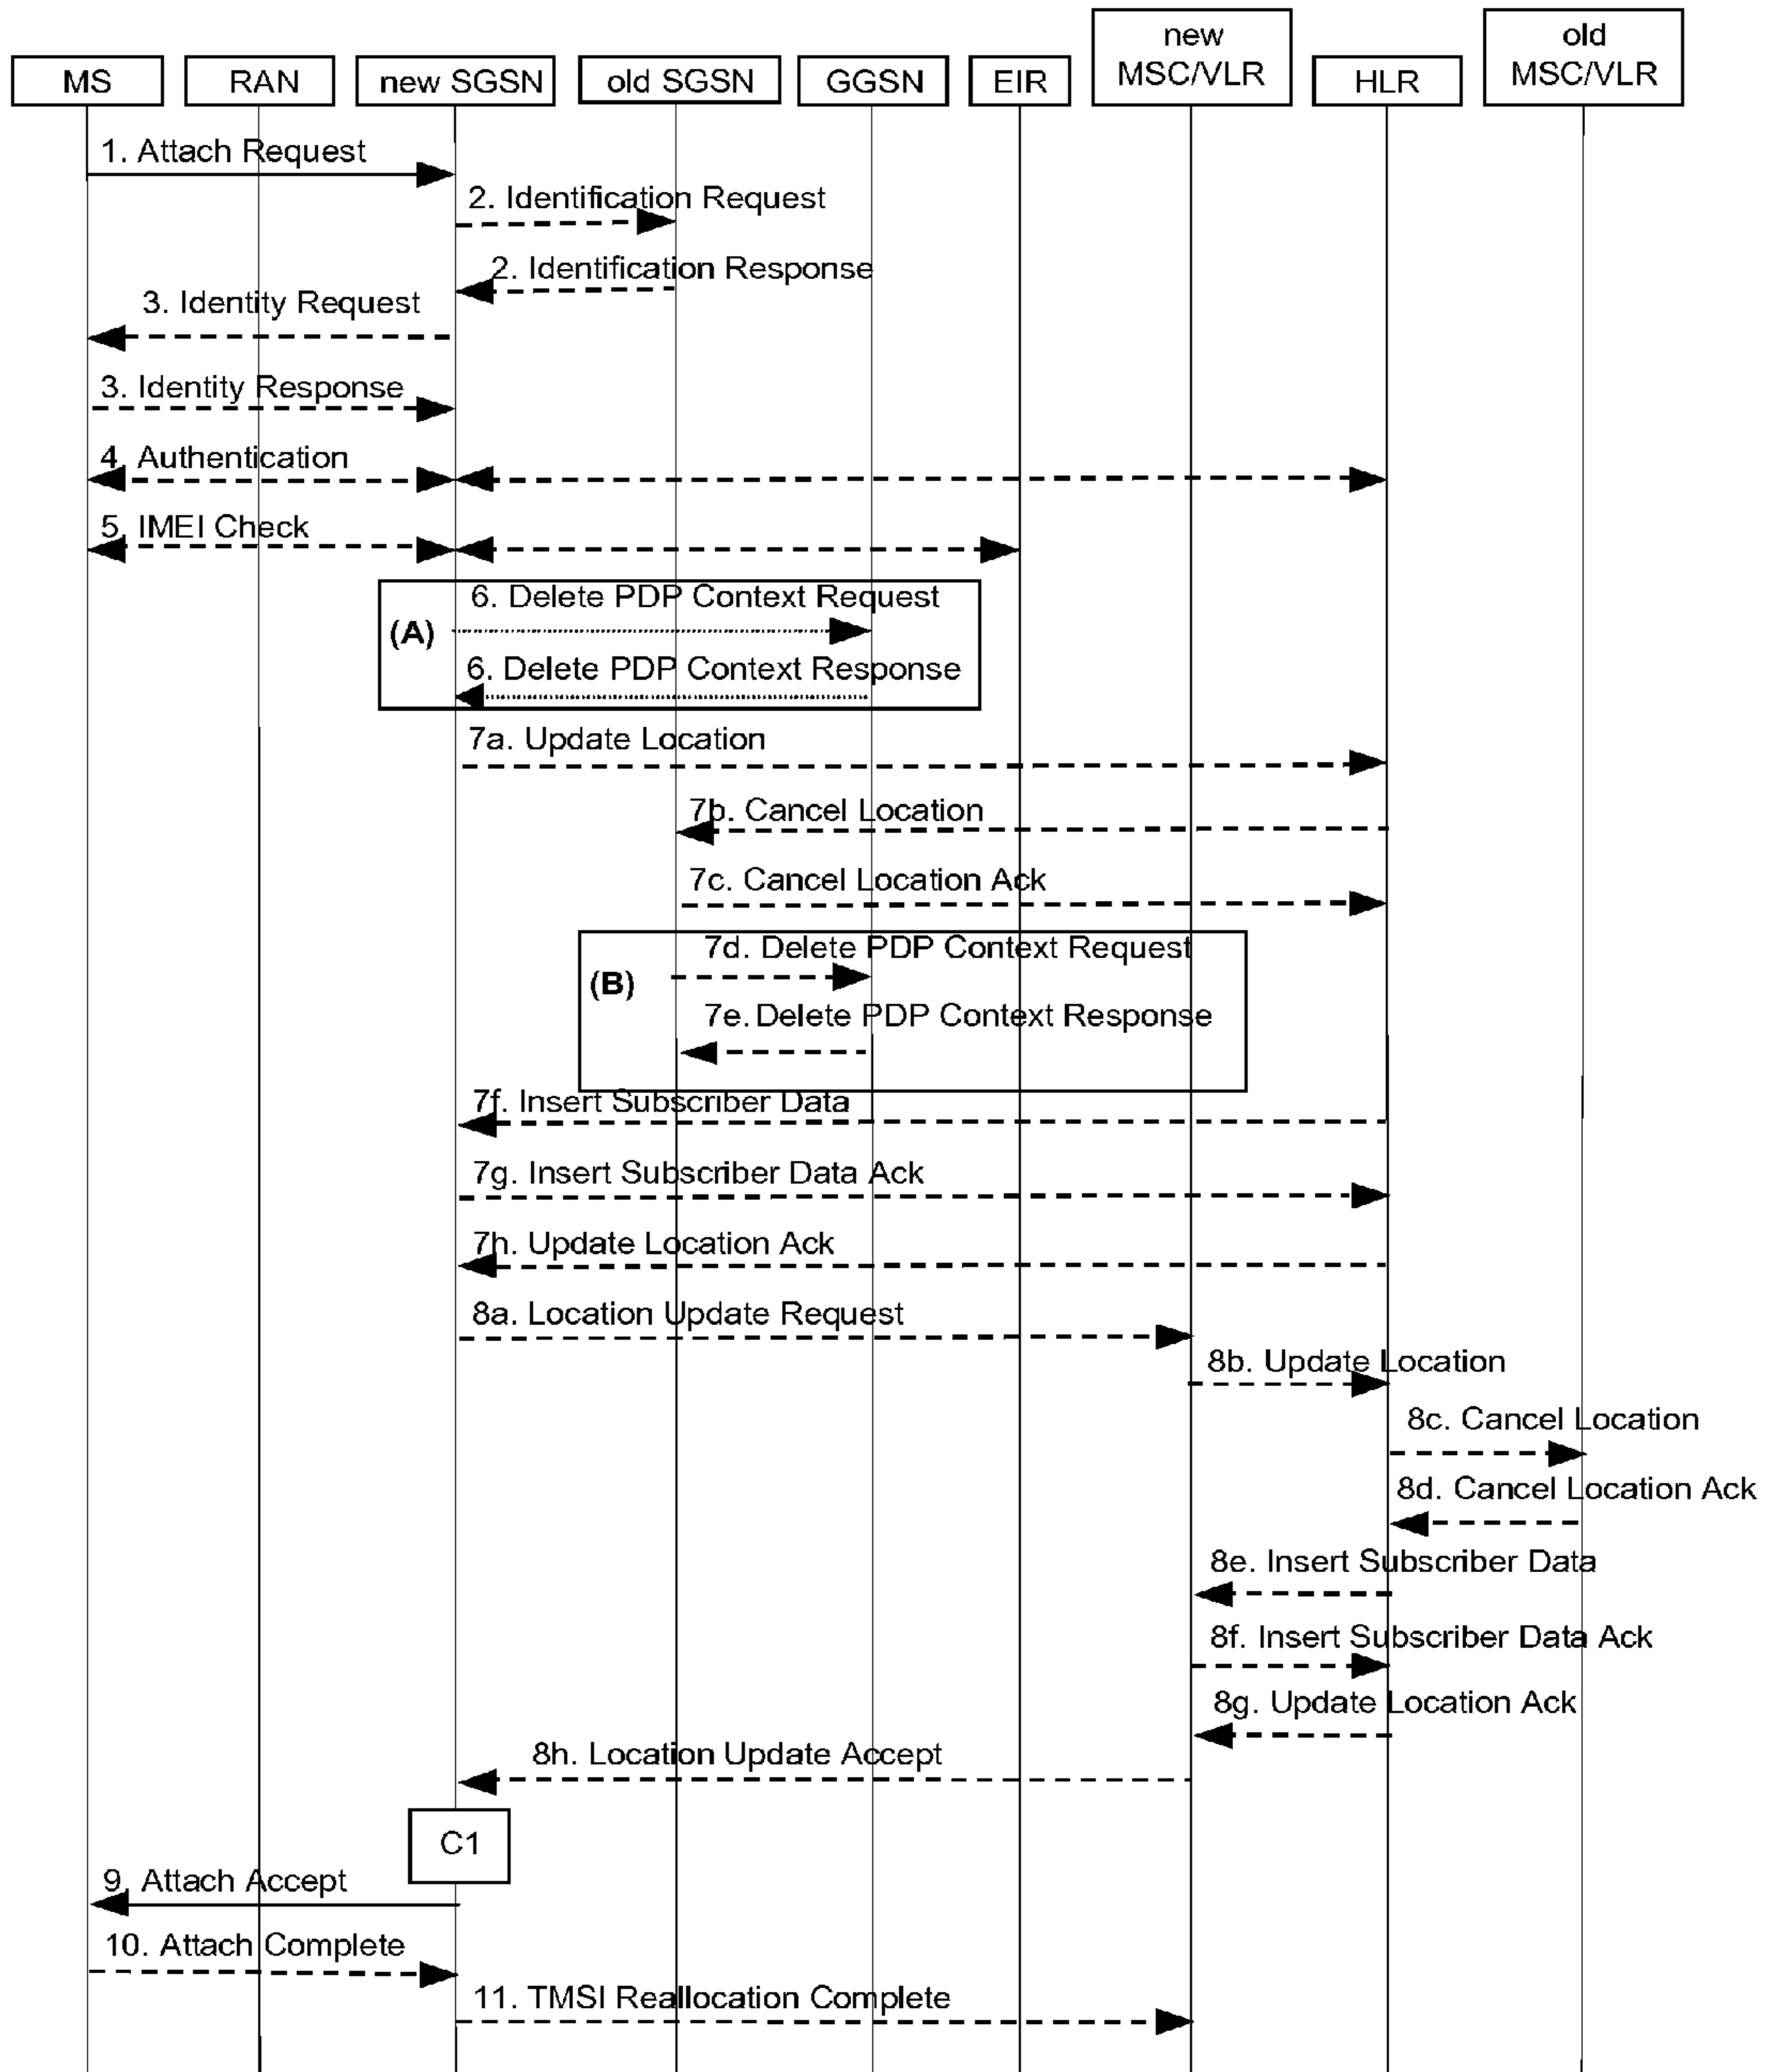 MS
RAN
new SGSN
old SGSN
GGSN
EIR
new
MSC/VLR
HLR
old
MSC/VLR
1. Attach Request
2. Identification Request
2. Identification Response
3. Identity Request
3. Identity Response
4. Authentication
5. IMEI Check
(A)
6. Delete PDP Context Request
6. Delete PDP Context Response
7a. Update Location
7b. Cancel Location
7c. Cancel Location Ack
(B)
7d. Delete PDP Context Request
7e. Delete PDP Context Response
7f. Insert Subscriber Data
7g. Insert Subscriber Data Ack
7h. Update Location Ack
8a. Location Update Request
8b. Update Location
8c. Cancel Location
8d. Cancel Location Ack
8e. Insert Subscriber Data
8f. Insert Subscriber Data Ack
8g. Update Location Ack
8h. Location Update Accept
C1
9. Attach Accept
10. Attach Complete
11. TMSI Reallocation Complete